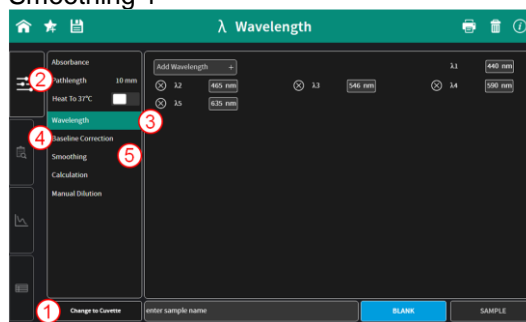 Smoothing 1
λ Wavelength
Absorbance
2
Pathlength 10 mm
Heat To 37°C
Wavelength
3
4
Baseline Correction
Smoothing
5
Calculation
Manual Dilution
Add Wavelength +
λ1 440 nm
λ2 465 nm
λ3 546 nm
λ4 590 nm
λ5 635 nm
1
Change to Cuvette
enter sample name
BLANK
SAMPLE